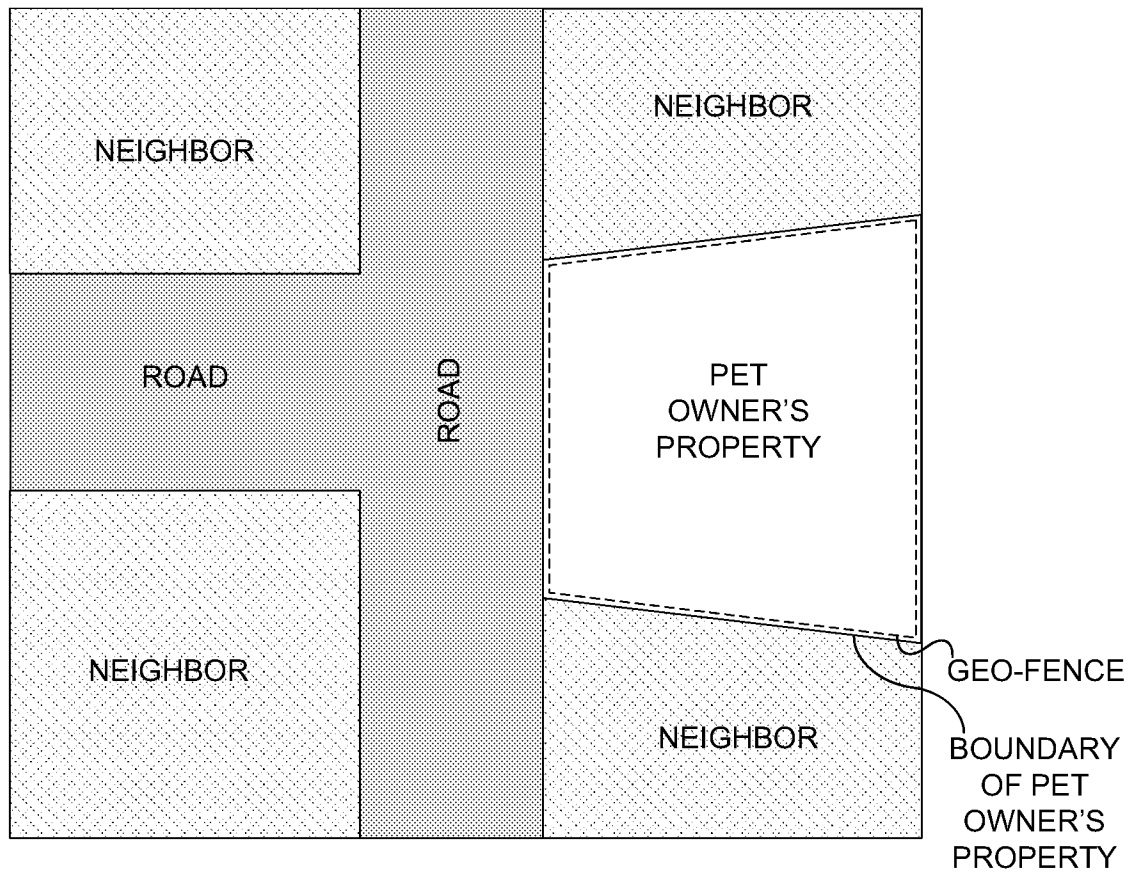 NEIGHBOR
NEIGHBOR
ROAD
ROAD
PET
OWNER'S
PROPERTY
NEIGHBOR
NEIGHBOR
GEO-FENCE
BOUNDARY
OF PET
OWNER'S
PROPERTY